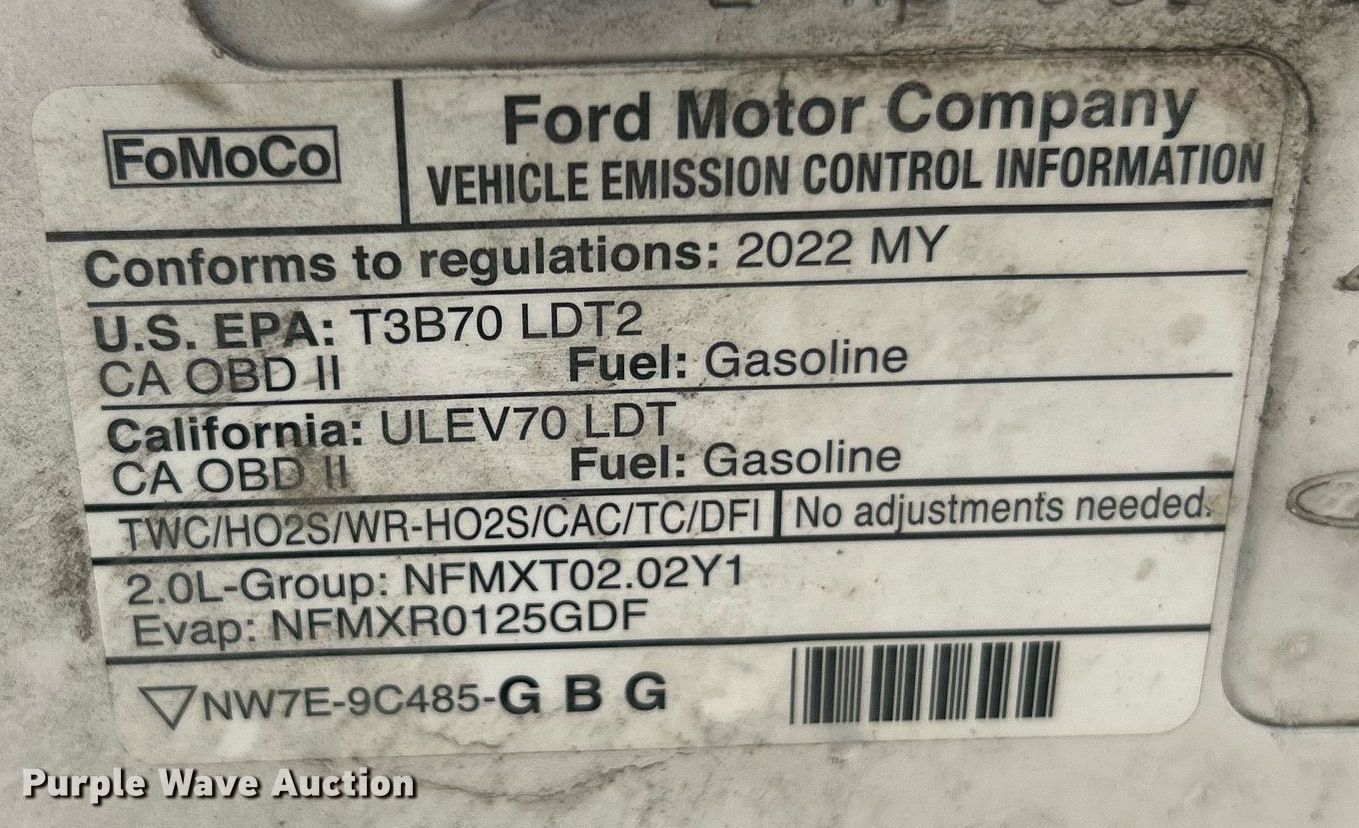 FoMoCo
Ford Motor Company
VEHICLE EMISSION CONTROL INFORMATION
Conforms to regulations: 2022 MY
U.S. EPA: T3B70 LDT2
CA OBD II Fuel: Gasoline
California: ULEV70 LDT
CA OBD II Fuel: Gasoline
TWC/HO2S/WR-HO2S/CAC/TC/DFI No adjustments needed.
2.0L-Group: NFMXT02.02Y1
Evap: NFMXR0125GDF
NW7E-9C485-G B G
Purple Wave Auction